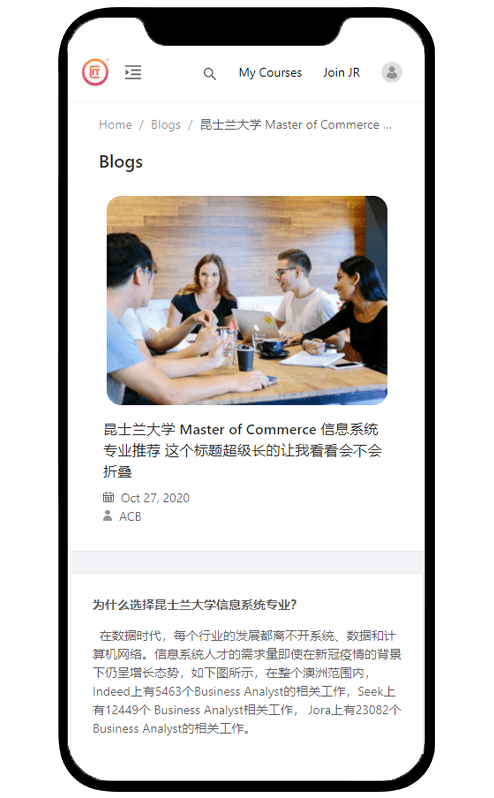 匠
IT
My Courses Join JR
Home / Blogs / 昆士兰大学 Master of Commerce ...
Blogs
昆士兰大学 Master of Commerce 信息系统
专业推荐 这个标题超级长的让我看看会不会
折叠
Oct 27, 2020
ACB
为什么选择昆士兰大学信息系统专业?
在数据时代，每个行业的发展都离不开系统、数据和计
算机网络。信息系统人才的需求量即使在新冠疫情的背景
下仍呈增长态势，如下图所示，在整个澳洲范围内，
Indeed上有5463个Business Analyst的相关工作，Seek上
有12449个 Business Analyst相关工作， Jora上有23082个
Business Analyst的相关工作。